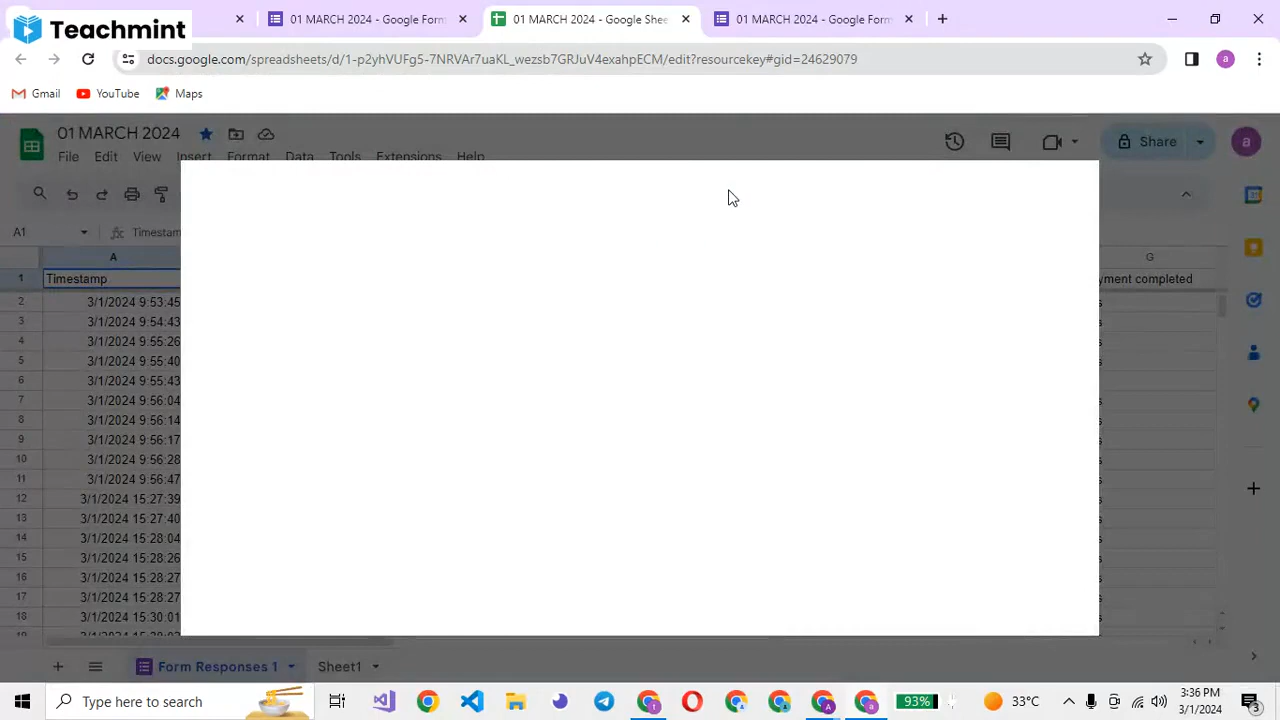 Teachmint
01 MARCH 2024 - Google Form
01 MARCH 2024 - Google Shee
01 MARCH 2024 - Google Form
docs.google.com/spreadsheets/d/1-p2yhVUFg5-7NRVAr7uaKL_wezsb7GRJuV4exahpECM/edit?resourcekey#gid=24629079
a
Gmail YouTube Maps
01 MARCH 2024
File Edit View Insert Format Data Tools Extensions Help
Share
a
A1 fx Timestam
A G
1 Timestamp yment completed
2 3/1/2024 9:53:45
3 3/1/2024 9:54:43
4 3/1/2024 9:55:26
5 3/1/2024 9:55:40
6 3/1/2024 9:55:43
7 3/1/2024 9:56:04
8 3/1/2024 9:56:14
9 3/1/2024 9:56:17
10 3/1/2024 9:56:28
11 3/1/2024 9:56:47
12 3/1/2024 15:27:39
13 3/1/2024 15:27:40
14 3/1/2024 15:28:04
15 3/1/2024 15:28:26
16 3/1/2024 15:28:27
17 3/1/2024 15:28:27
18 3/1/2024 15:30:01
Form Responses 1 Sheet1
Type here to search
93%
33°C
3:36 PM
3/1/2024
3